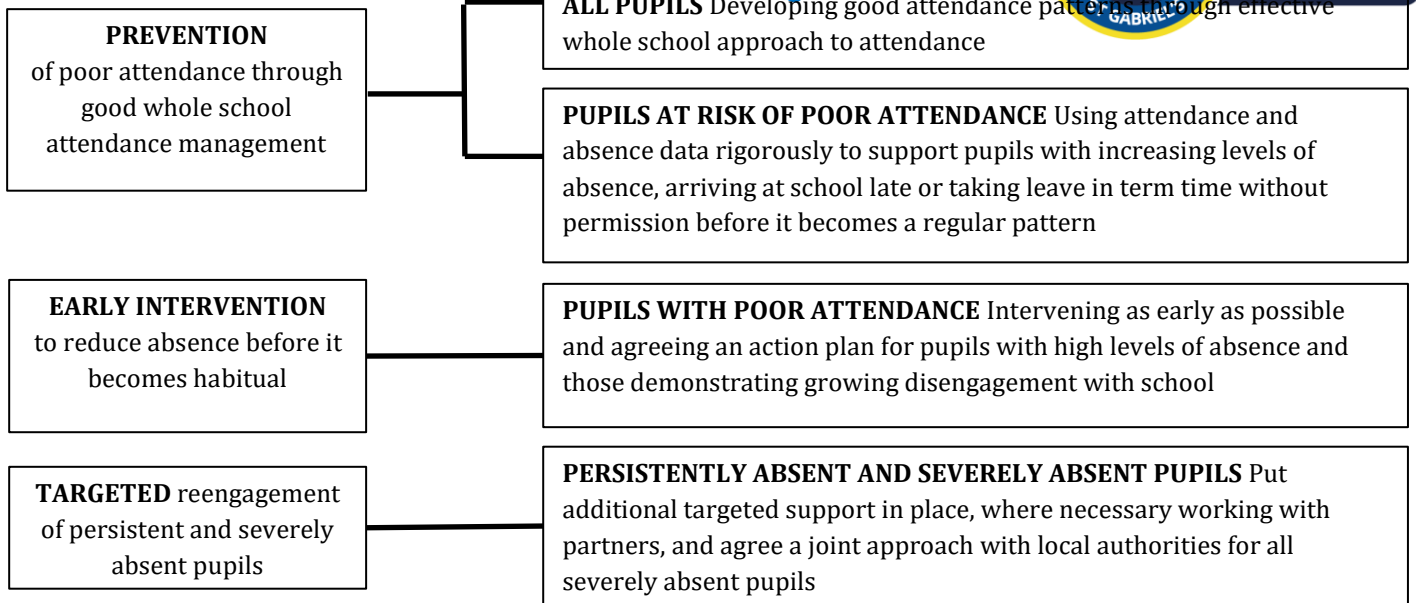 PREVENTION
of poor attendance through
good whole school
attendance management
ALL PUPILS Developing good attendance patterns through effective
whole school approach to attendance
GABRIEL'S
PUPILS AT RISK OF POOR ATTENDANCE Using attendance and
absence data rigorously to support pupils with increasing levels of
absence, arriving at school late or taking leave in term time without
permission before it becomes a regular pattern
EARLY INTERVENTION
to reduce absence before it
becomes habitual
PUPILS WITH POOR ATTENDANCE Intervening as early as possible
and agreeing an action plan for pupils with high levels of absence and
those demonstrating growing disengagement with school
TARGETED reengagement
of persistent and severely
absent pupils
PERSISTENTLY ABSENT AND SEVERELY ABSENT PUPILS Put
additional targeted support in place, where necessary working with
partners, and agree a joint approach with local authorities for all
severely absent pupils